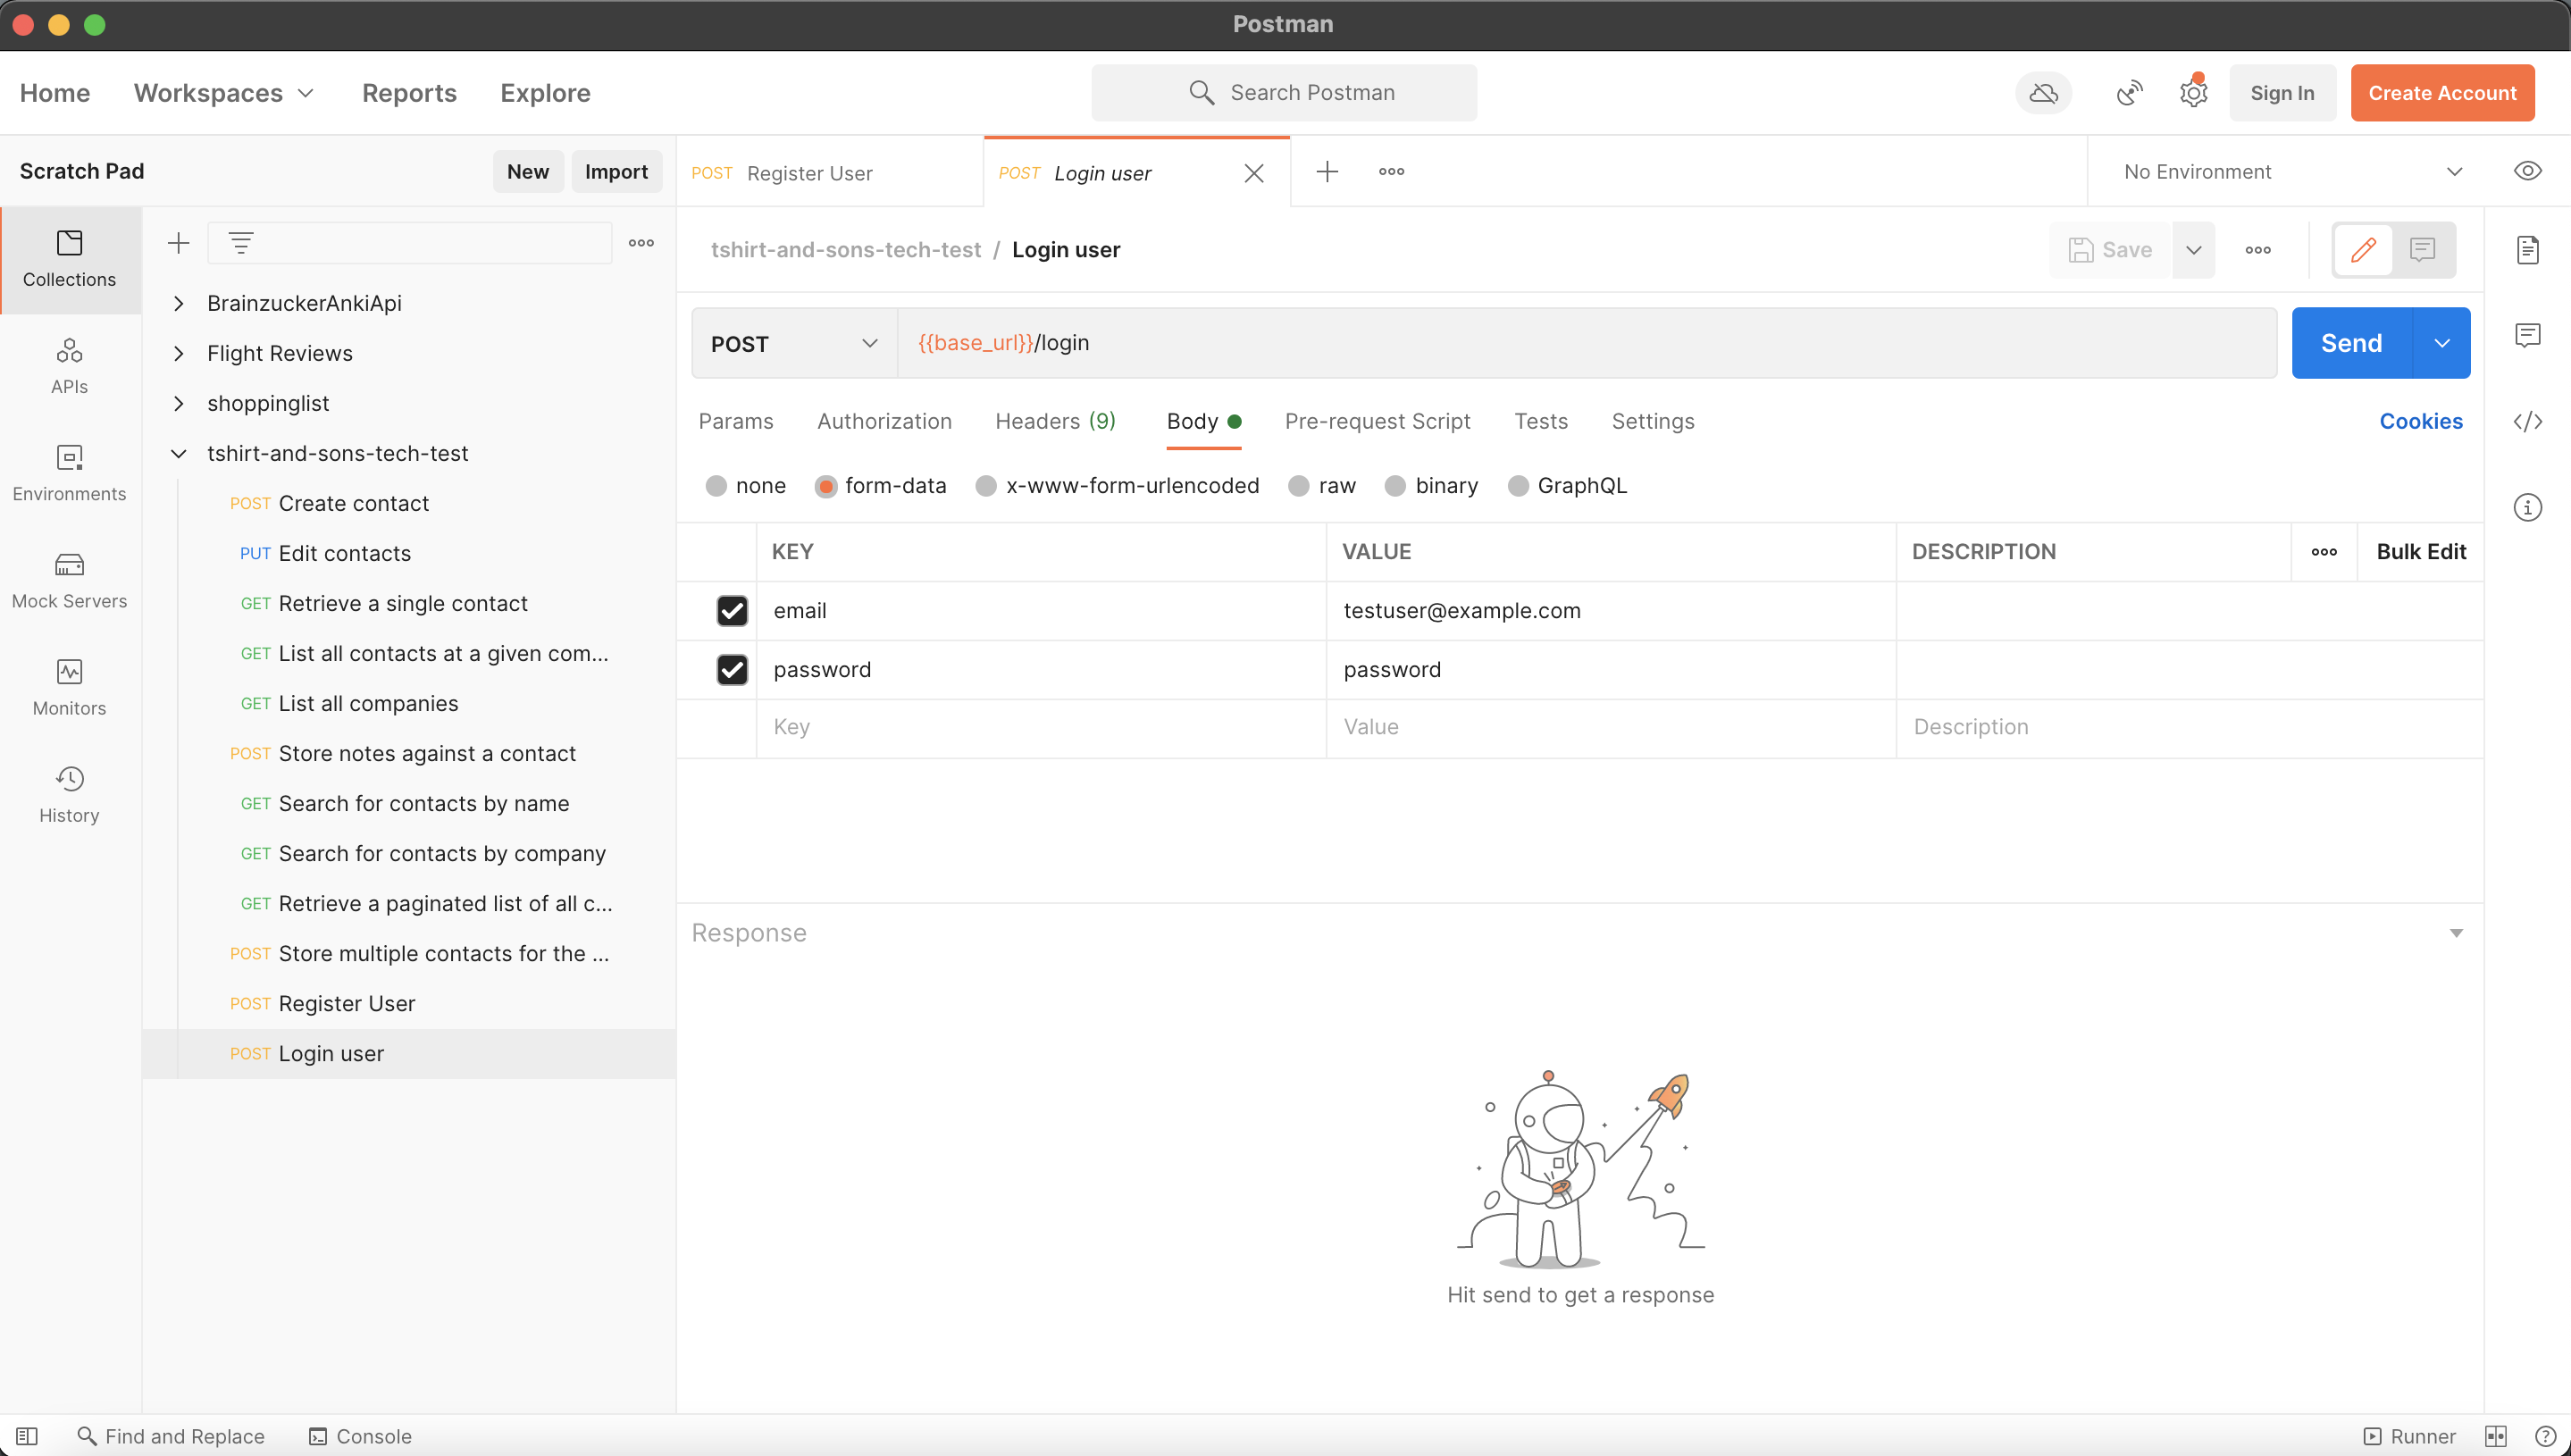 Postman
Home Workspaces Reports Explore Search Postman Sign In Create Account
Scratch Pad New Import
POST Register User POST Login user No Environment
Collections
APIs
Environments
Mock Servers
Monitors
History
BrainzuckerAnkiApi
Flight Reviews
shoppinglist
tshirt-and-sons-tech-test
POST Create contact
PUT Edit contacts
GET Retrieve a single contact
GET List all contacts at a given com...
GET List all companies
POST Store notes against a contact
GET Search for contacts by name
GET Search for contacts by company
GET Retrieve a paginated list of all c...
POST Store multiple contacts for the ...
POST Register User
POST Login user
tshirt-and-sons-tech-test / Login user Save
POST {{base_url}}/login Send
Params Authorization Headers (9) Body Pre-request Script Tests Settings Cookies
none form-data x-www-form-urlencoded raw binary GraphQL
KEY VALUE DESCRIPTION Bulk Edit
email testuser@example.com
password password
Key Value Description
Response
Hit send to get a response
Find and Replace Console Runner